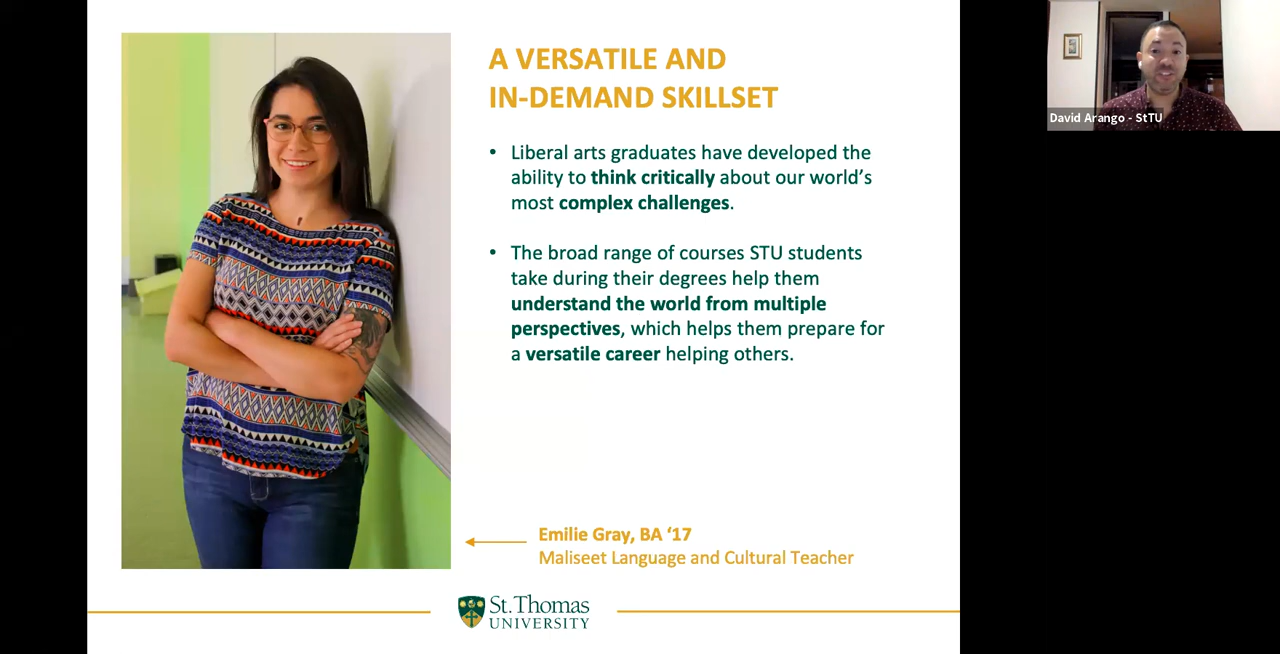 A VERSATILE AND
IN-DEMAND SKILLSET
• Liberal arts graduates have developed the
ability to think critically about our world’s
most complex challenges.
• The broad range of courses STU students
take during their degrees help them
understand the world from multiple
perspectives, which helps them prepare for
a versatile career helping others.
Emilie Gray, BA ‘17
Maliseet Language and Cultural Teacher
St. Thomas
UNIVERSITY
David Arango - StTU